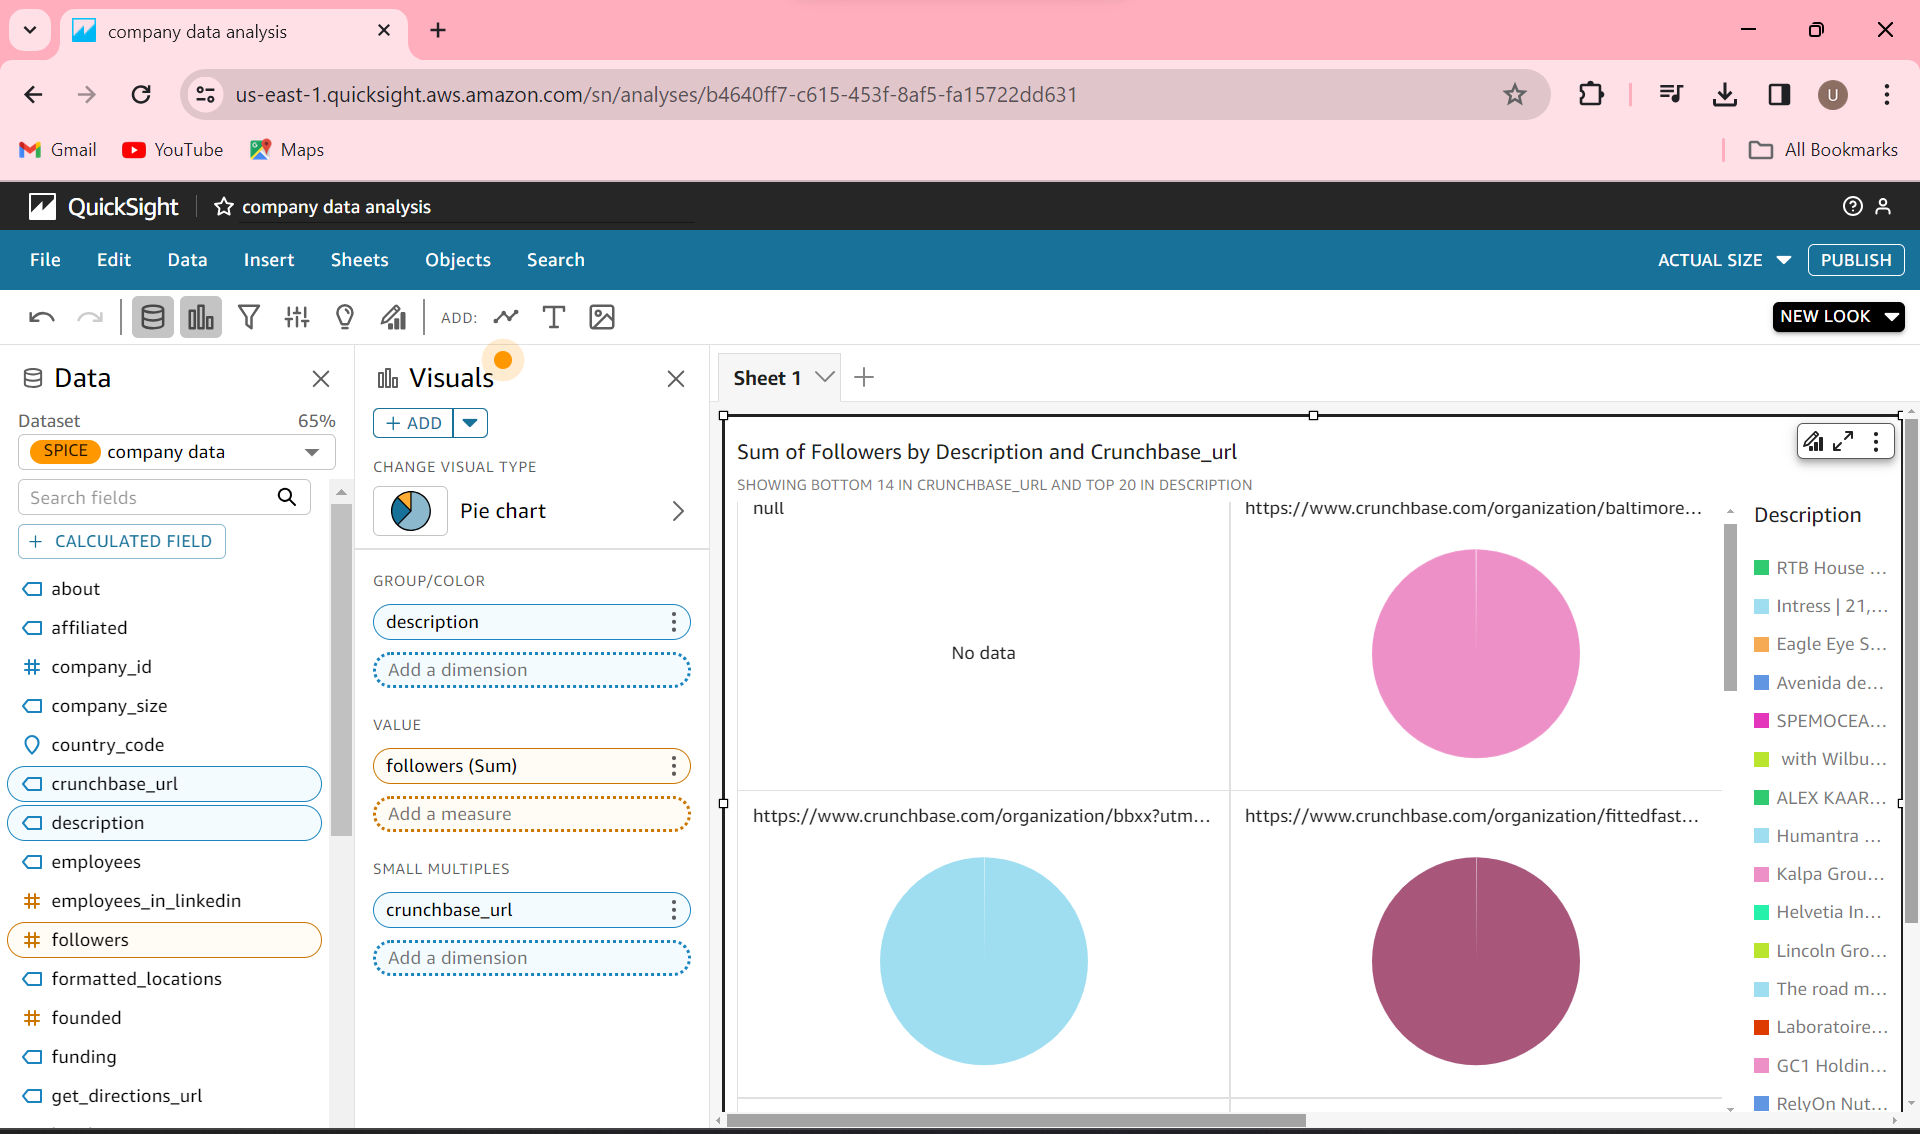 company data analysis
us-east-1.quicksight.aws.amazon.com/sn/analyses/b4640ff7-c615-453f-8af5-fa15722dd631
U
Gmail
YouTube
Maps
All Bookmarks
QuickSight
company data analysis
File
Edit
Data
Insert
Sheets
Objects
Search
ACTUAL SIZE
PUBLISH
ADD:
NEW LOOK
Data
Dataset
65%
SPICE
company data
Search fields
+ CALCULATED FIELD
about
affiliated
company_id
company_size
country_code
crunchbase_url
description
employees
employees_in_linkedin
followers
formatted_locations
founded
funding
get_directions_url
Visuals
+ ADD
CHANGE VISUAL TYPE
Pie chart
GROUP/COLOR
description
Add a dimension
VALUE
followers (Sum)
Add a measure
SMALL MULTIPLES
crunchbase_url
Add a dimension
Sheet 1
Sum of Followers by Description and Crunchbase_url
SHOWING BOTTOM 14 IN CRUNCHBASE_URL AND TOP 20 IN DESCRIPTION
null
https://www.crunchbase.com/organization/baltimore...
No data
https://www.crunchbase.com/organization/bbxx?utm...
https://www.crunchbase.com/organization/fittedfast...
Description
RTB House ...
Intress | 21,...
Eagle Eye S...
Avenida de...
SPEMOCEA...
with Wilbu...
ALEX KAAR...
Humantra ...
Kalpa Grou...
Helvetia In...
Lincoln Gro...
The road m...
Laboratoire...
GC1 Holdin...
RelyOn Nut...